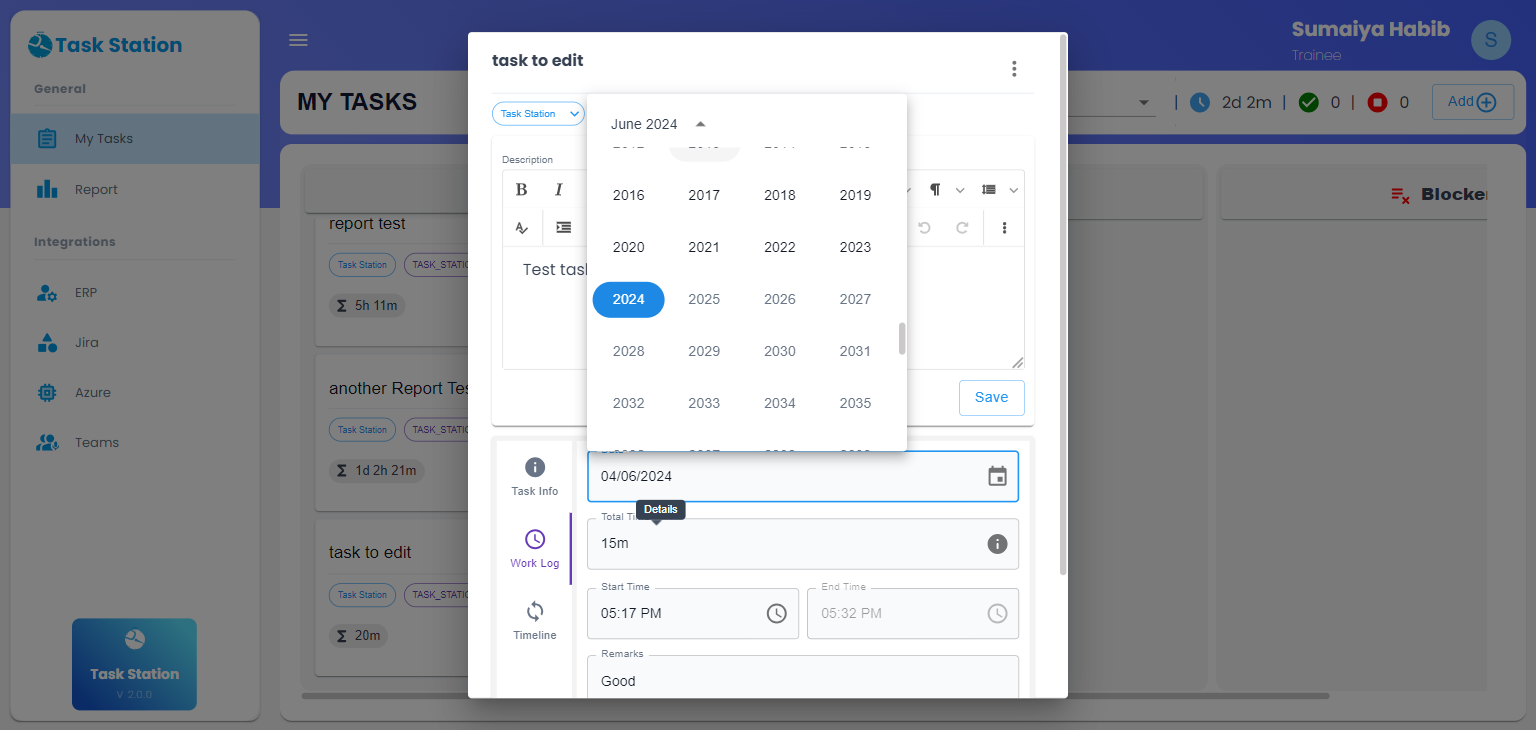 Task Station
General
My Tasks
Report
Integrations
ERP
Jira
Azure
Teams
Task Station
V 2.0.0
Sumaiya Habib
Trainee
S
MY TASKS
| 2d 2m | 0 | 0
Add
Blocker
report test
Task Station
5h 11m
another Report Tes
Task Station
1d 2h 21m
task to edit
Task Station
20m
task to edit
Task Station
Description
B I
Test
Save
June 2024
2016 2017 2018 2019
2020 2021 2022 2023
2024 2025 2026 2027
2028 2029 2030 2031
2032 2033 2034 2035
Task Info
Work Log
Timeline
04/06/2024
Details
Total
15m
Start Time
05:17 PM
End Time
05:32 PM
Remarks
Good